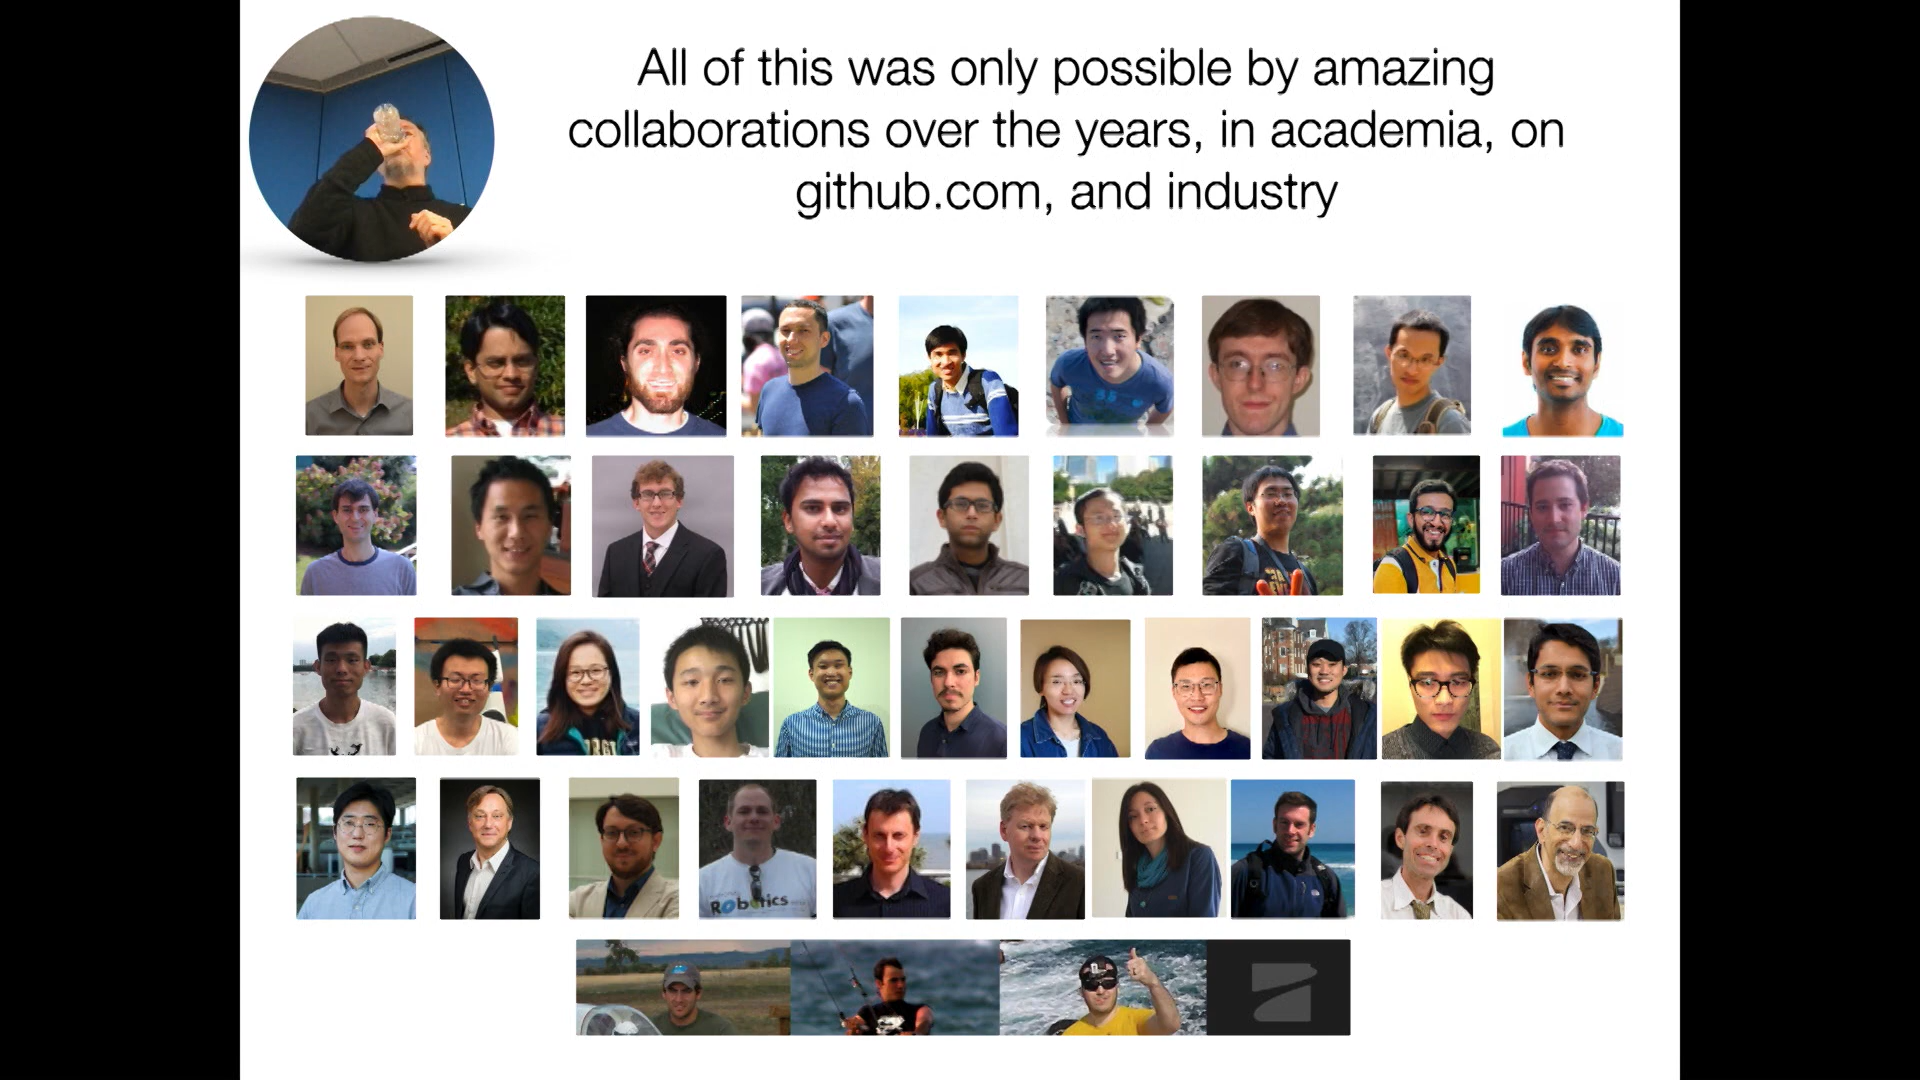 All of this was only possible by amazing
collaborations over the years, in academia, on
github.com, and industry
Robotics